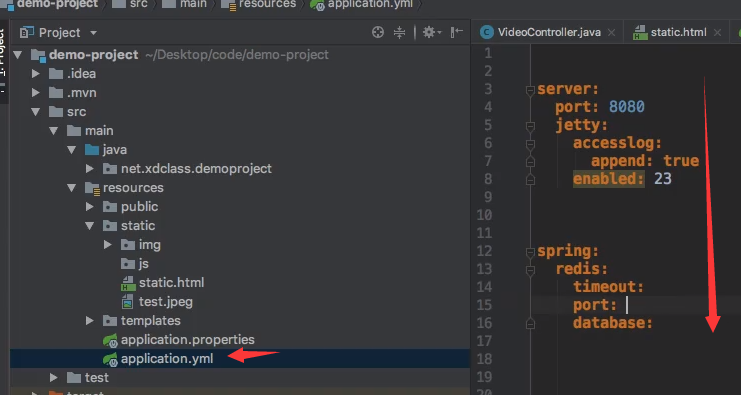 demo-project src main resources application.yml
1: Project
Project
demo-project ~/Desktop/code/demo-project
.idea
.mvn
src
main
java
net.xdclass.demoproject
resources
public
static
img
js
static.html
test.jpeg
templates
application.properties
application.yml
test
target
VideoController.java static.html
1
2
3 server:
4 port: 8080
5 jetty:
6 accesslog:
7 append: true
8 enabled: 23
9
10
11
12 spring:
13 redis:
14 timeout:
15 port:
16 database:
17
18
19
20